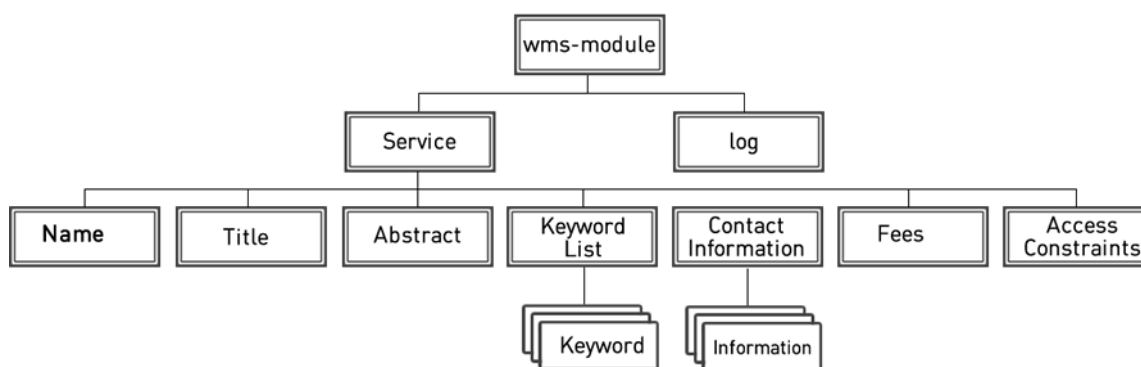 wms-module
Service
log
Name
Title
Abstract
Keyword
List
Contact
Information
Fees
Access
Constraints
Keyword
Information